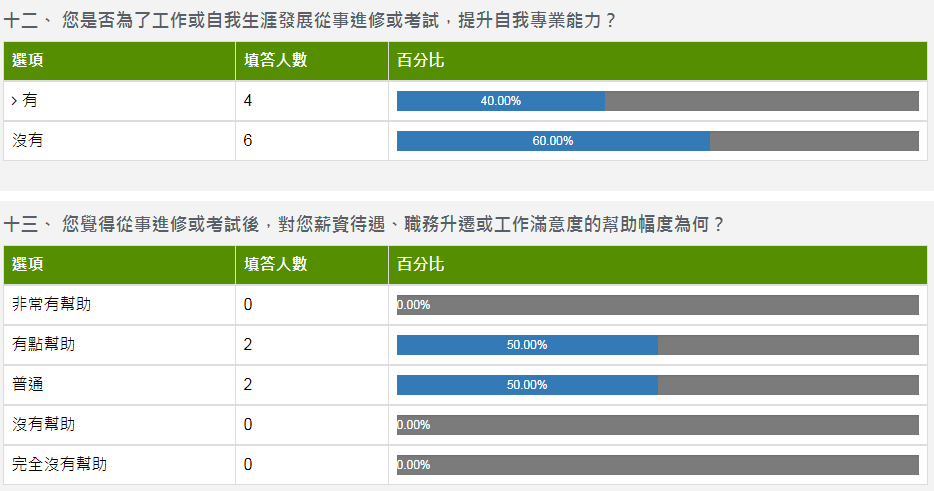 十二、 您是否為了工作或自我生涯發展從事進修或考試，提升自我專業能力？
選項 填答人數 百分比
> 有 4 40.00%
沒有 6 60.00%
十三、 您覺得從事進修或考試後，對您薪資待遇、職務升遷或工作滿意度的幫助幅度為何？
選項 填答人數 百分比
非常有幫助 0 0.00%
有點幫助 2 50.00%
普通 2 50.00%
沒有幫助 0 0.00%
完全沒有幫助 0 0.00%